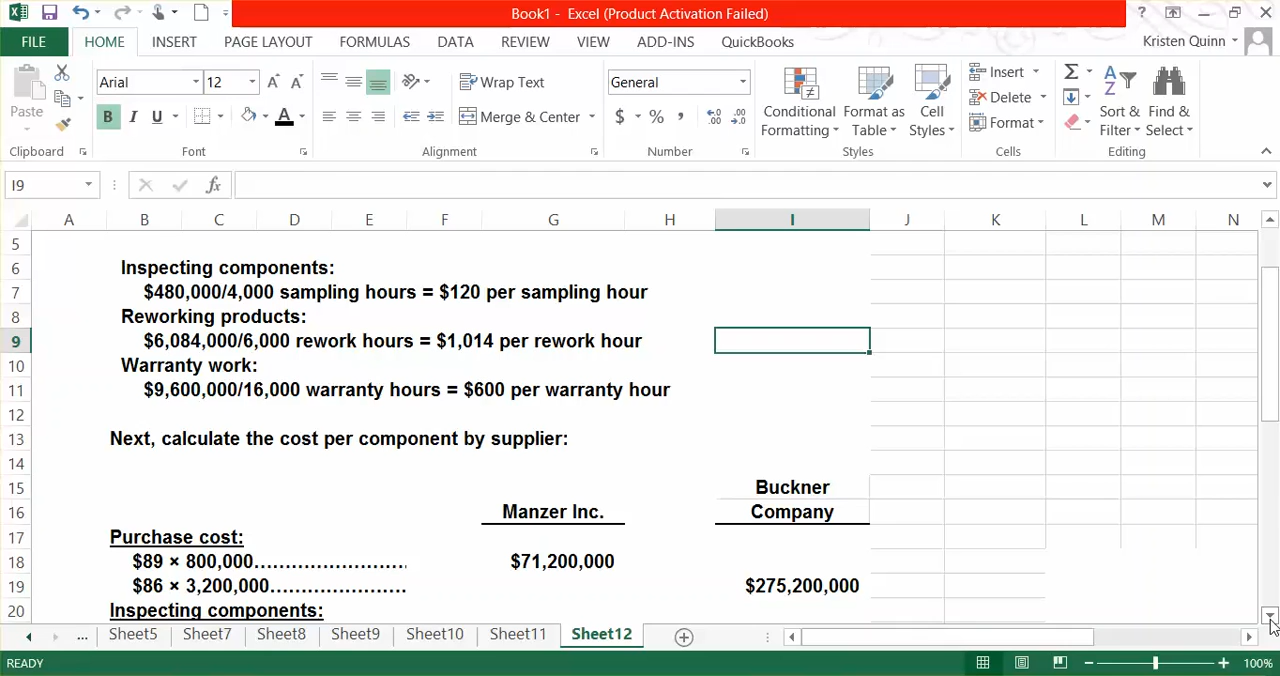 Book1 - Excel (Product Activation Failed)
?
FILE HOME INSERT PAGE LAYOUT FORMULAS DATA REVIEW VIEW ADD-INS QuickBooks Kristen Quinn
Paste
Arial 12
B I U A
Wrap Text
Merge & Center
General
$ % ,
Conditional Formatting
Format as Table
Cell Styles
Insert
Delete
Format
Sort & Filter
Find & Select
Clipboard Font Alignment Number Styles Cells Editing
I9 fx
A B C D E F G H I J K L M N
5
6 Inspecting components:
7 $480,000/4,000 sampling hours = $120 per sampling hour
8 Reworking products:
9 $6,084,000/6,000 rework hours = $1,014 per rework hour
10 Warranty work:
11 $9,600,000/16,000 warranty hours = $600 per warranty hour
12
13 Next, calculate the cost per component by supplier:
14
15 Buckner
16 Manzer Inc. Company
17 Purchase cost:
18 $89 × 800,000........................ $71,200,000
19 $86 × 3,200,000..................... $275,200,000
20 Inspecting components:
... Sheet5 Sheet7 Sheet8 Sheet9 Sheet10 Sheet11 Sheet12
READY 100%